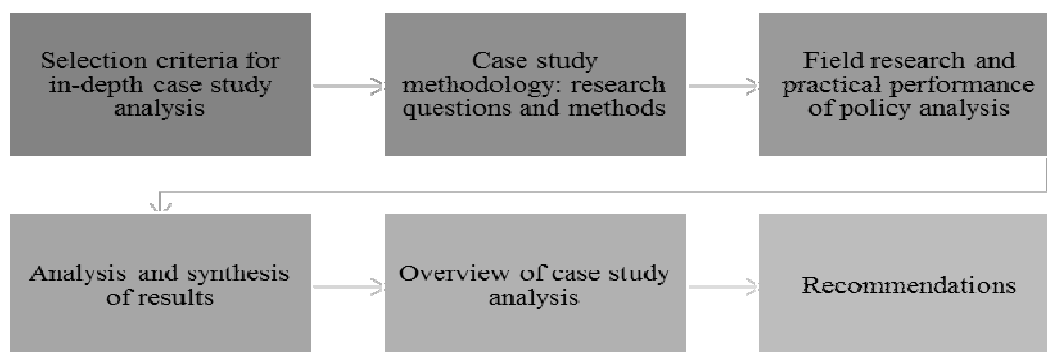 Selection criteria for
in-depth case study
analysis
Case study
methodology: research
questions and methods
Field research and
practical performance
of policy analysis
Analysis and synthesis
of results
Overview of case study
analysis
Recommendations